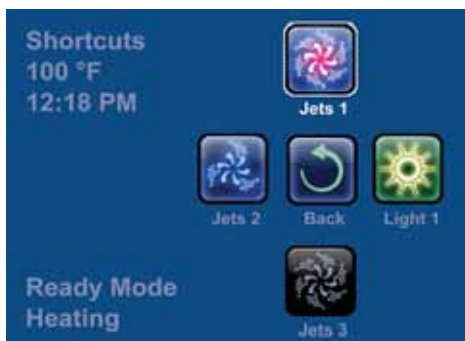 Shortcuts
100 °F
12:18 PM
Jets 1
Jets 2 Back Light 1
Ready Mode
Heating
Jets 3